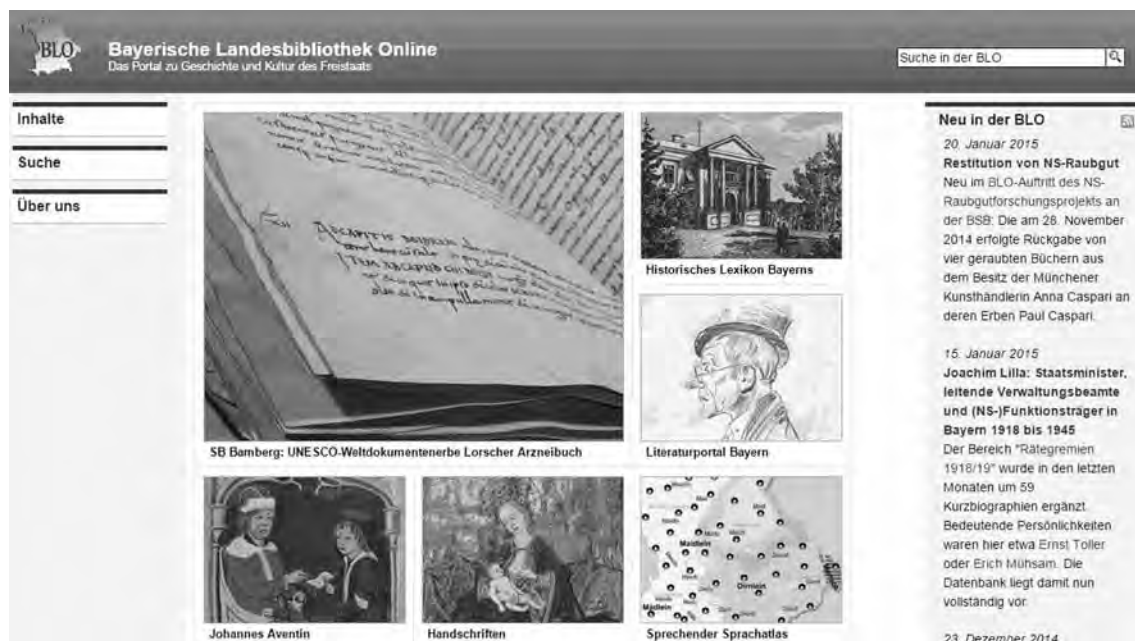 BLO
Bayerische Landesbibliothek Online
Das Portal zu Geschichte und Kultur des Freistaats
Suche in der BLO
Inhalte
Suche
Über uns
SB Bamberg: UNESCO-Weltdokumentenerbe Lorscher Arzneibuch
Historisches Lexikon Bayerns
Literaturportal Bayern
Johannes Aventin
Handschriften
Maidlein
Dirnlein
Mädlein
Sprechender Sprachatlas
Neu in der BLO
20. Januar 2015
Restitution von NS-Raubgut
Neu im BLO-Auftritt des NS-
Raubgutforschungsprojekts an
der BSB: Die am 28. November
2014 erfolgte Rückgabe von
vier geraubten Büchern aus
dem Besitz der Münchener
Kunsthändlerin Anna Caspari an
deren Erben Paul Caspari.
15. Januar 2015
Joachim Lilla: Staatsminister,
leitende Verwaltungsbeamte
und (NS-)Funktionsträger in
Bayern 1918 bis 1945
Der Bereich "Rätegremien
1918/19" wurde in den letzten
Monaten um 59
Kurzbiographien ergänzt.
Bedeutende Persönlichkeiten
waren hier etwa Ernst Toller
oder Erich Mühsam. Die
Datenbank liegt damit nun
vollständig vor.
23. Dezember 2014